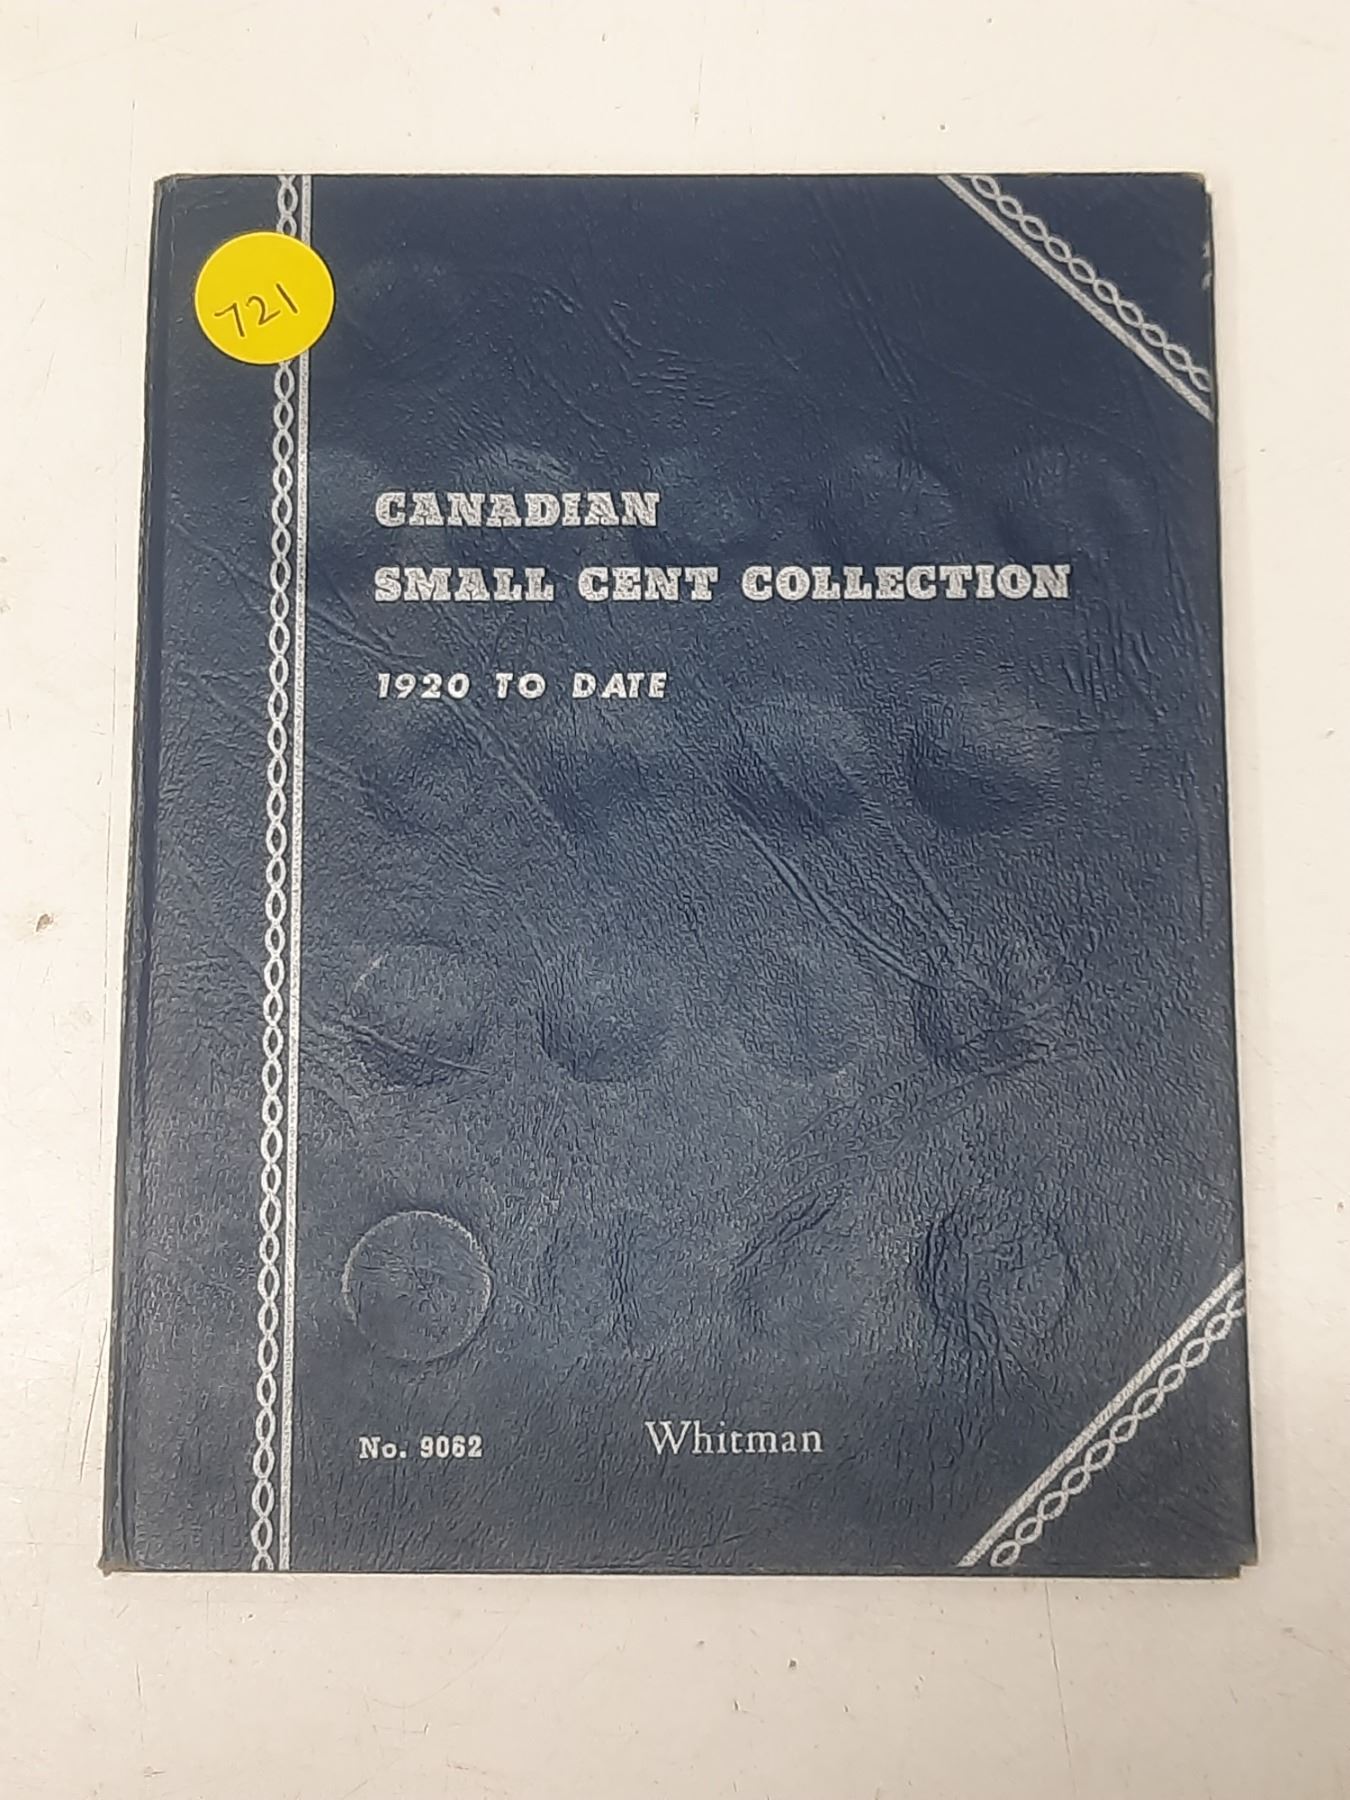 721
CANADIAN
SMALL CENT COLLECTION
1920 TO DATE
No. 9062
Whitman